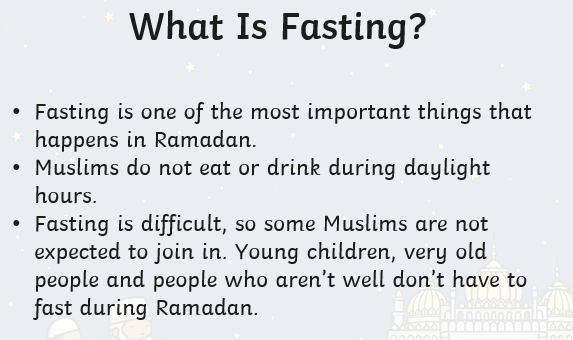 What Is Fasting?
• Fasting is one of the most important things that
happens in Ramadan.
• Muslims do not eat or drink during daylight
hours.
• Fasting is difficult, so some Muslims are not
expected to join in. Young children, very old
people and people who aren’t well don’t have to
fast during Ramadan.